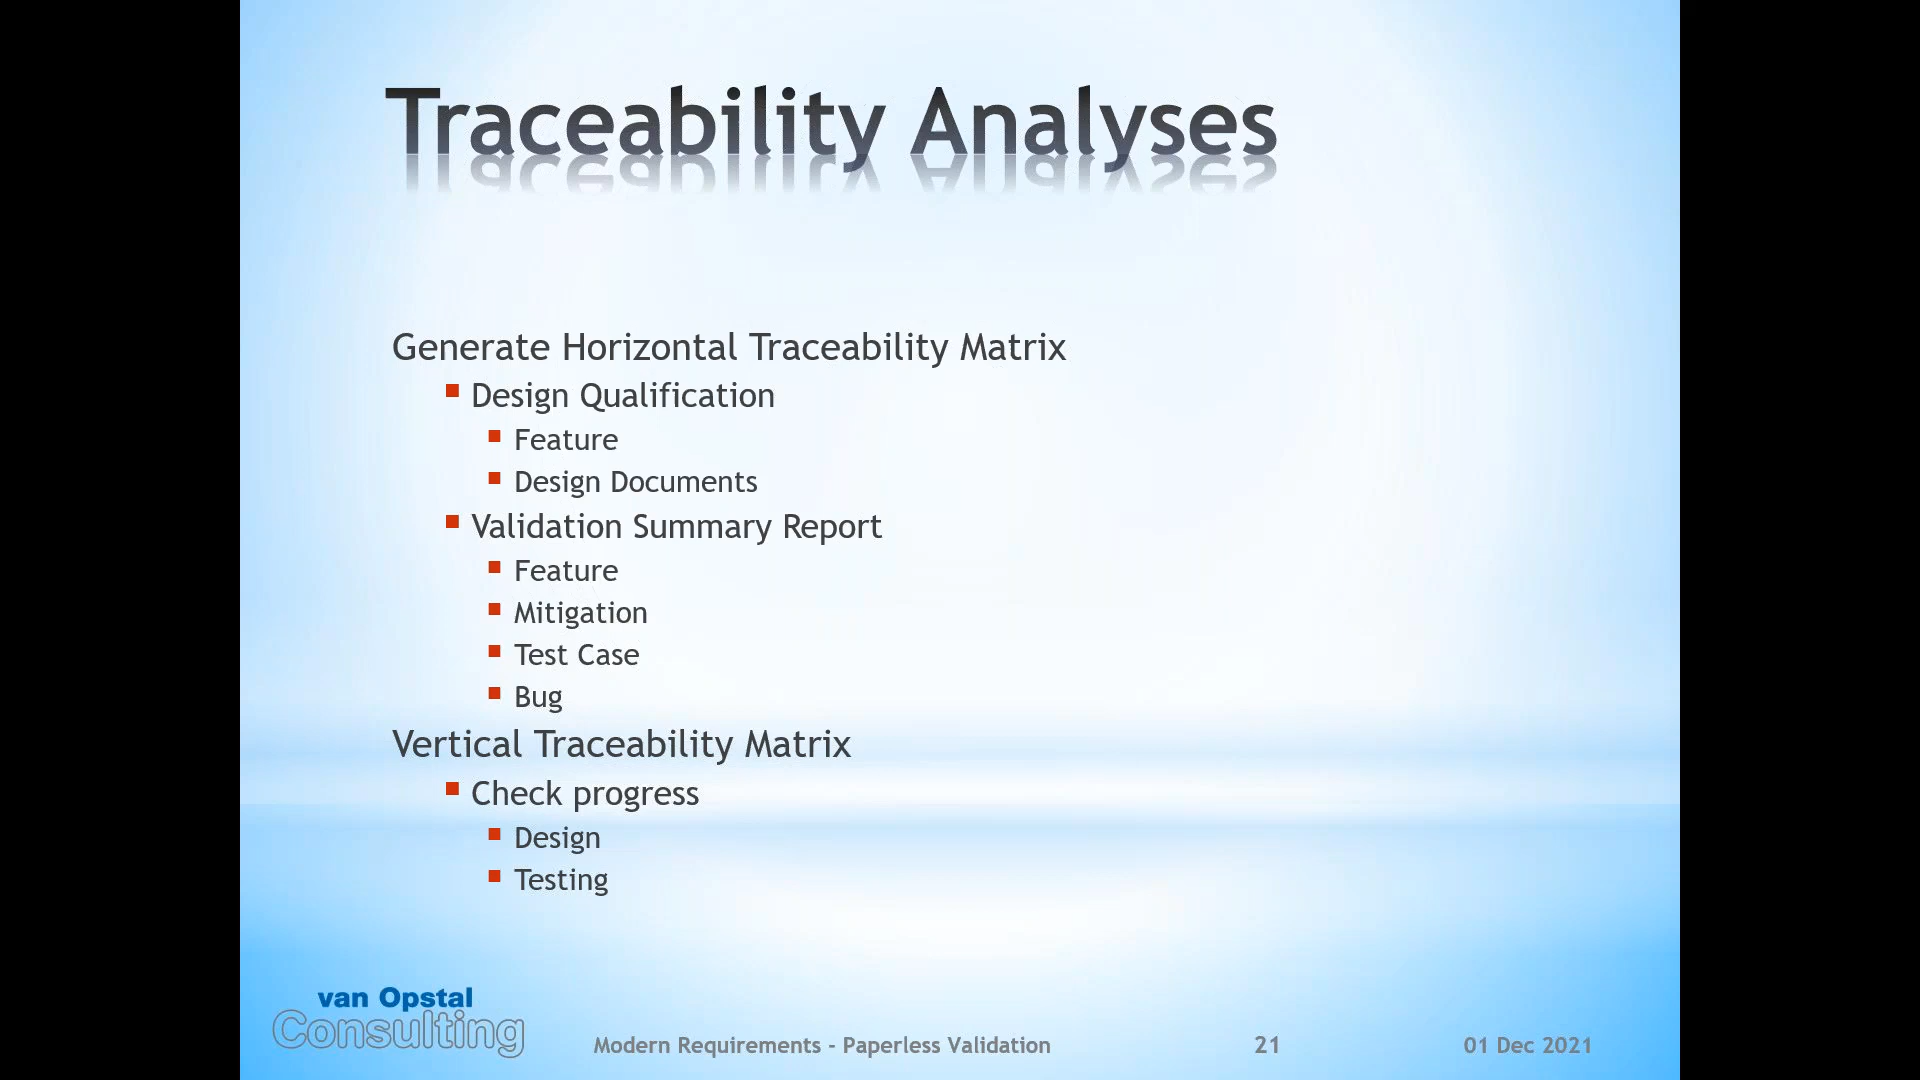 Traceability Analyses
Generate Horizontal Traceability Matrix
Design Qualification
Feature
Design Documents
Validation Summary Report
Feature
Mitigation
Test Case
Bug
Vertical Traceability Matrix
Check progress
Design
Testing
van Opstal
Consulting
Modern Requirements - Paperless Validation
21
01 Dec 2021